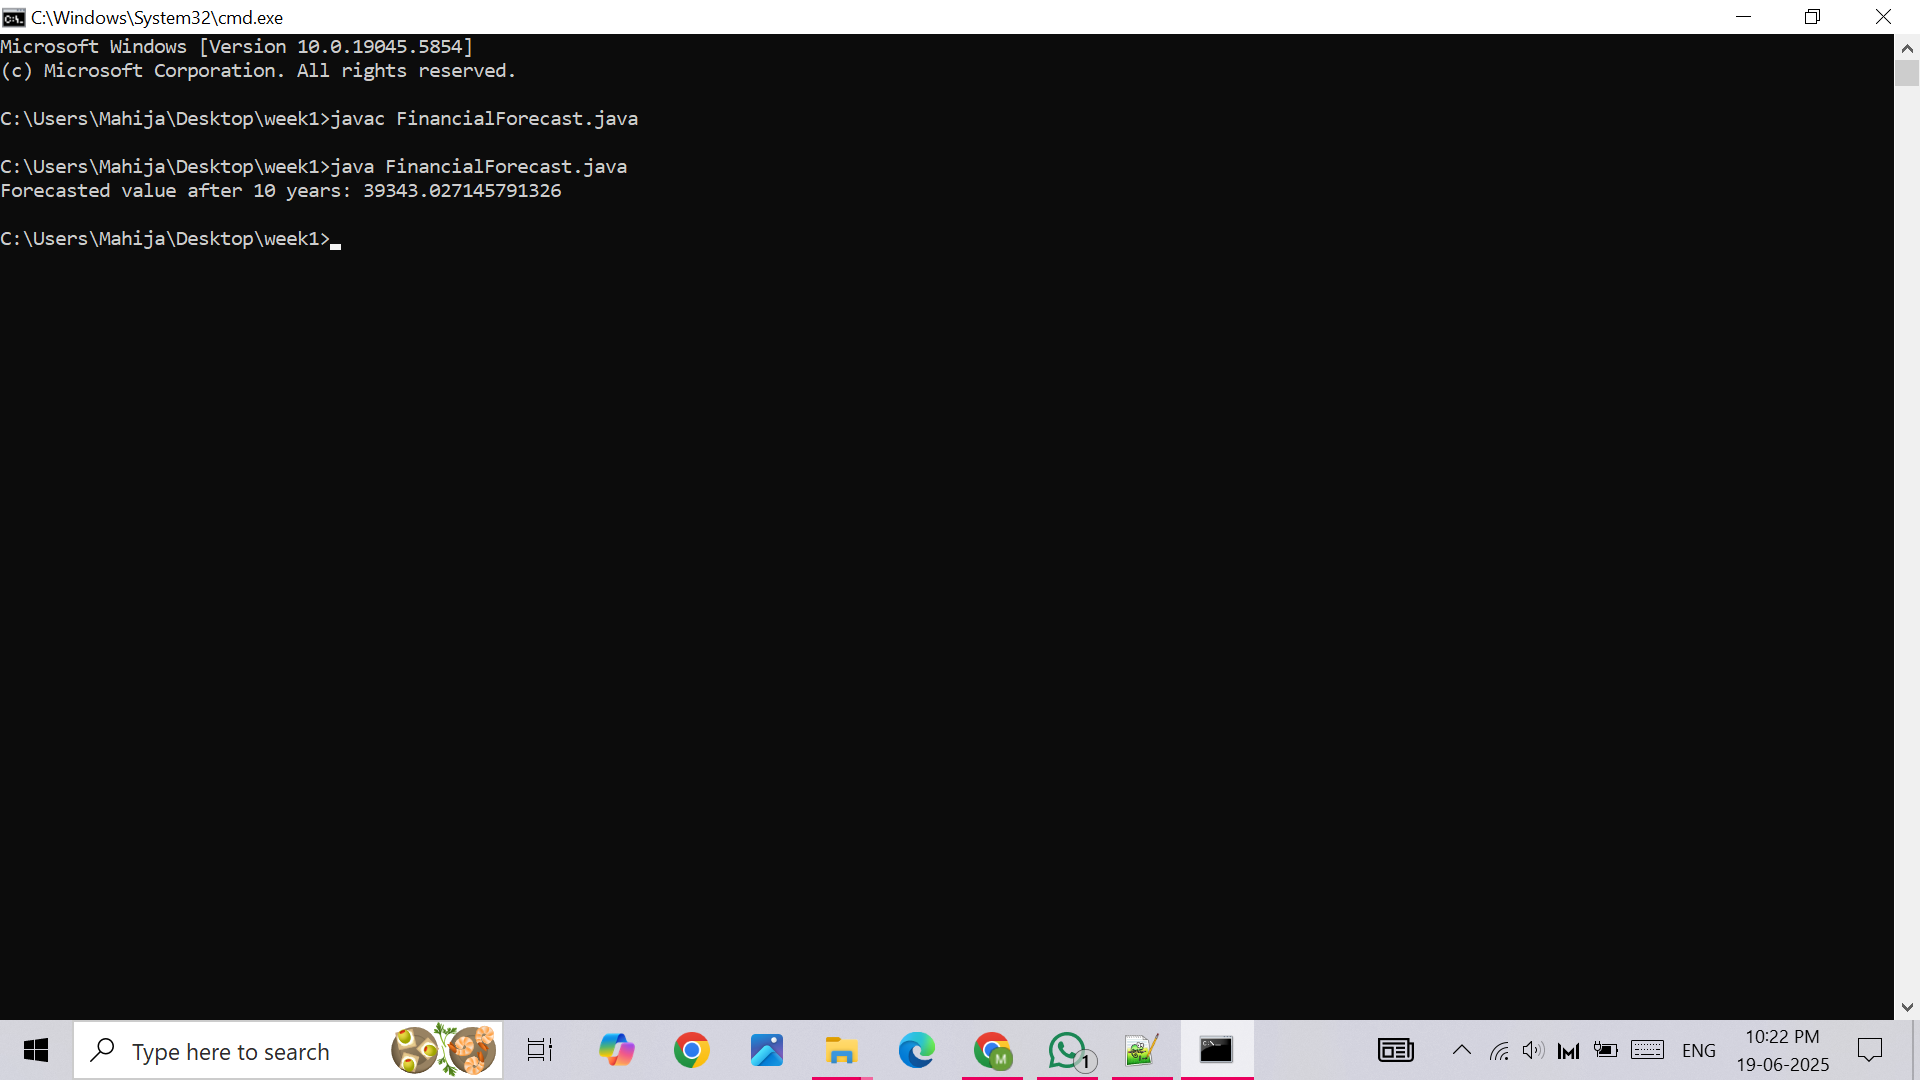 C:\Windows\System32\cmd.exe
Microsoft Windows [Version 10.0.19045.5854]
(c) Microsoft Corporation. All rights reserved.
C:\Users\Mahija\Desktop\week1>javac FinancialForecast.java
C:\Users\Mahija\Desktop\week1>java FinancialForecast.java
Forecasted value after 10 years: 39343.027145791326
C:\Users\Mahija\Desktop\week1>
Type here to search
M
1
ENG
10:22 PM
19-06-2025